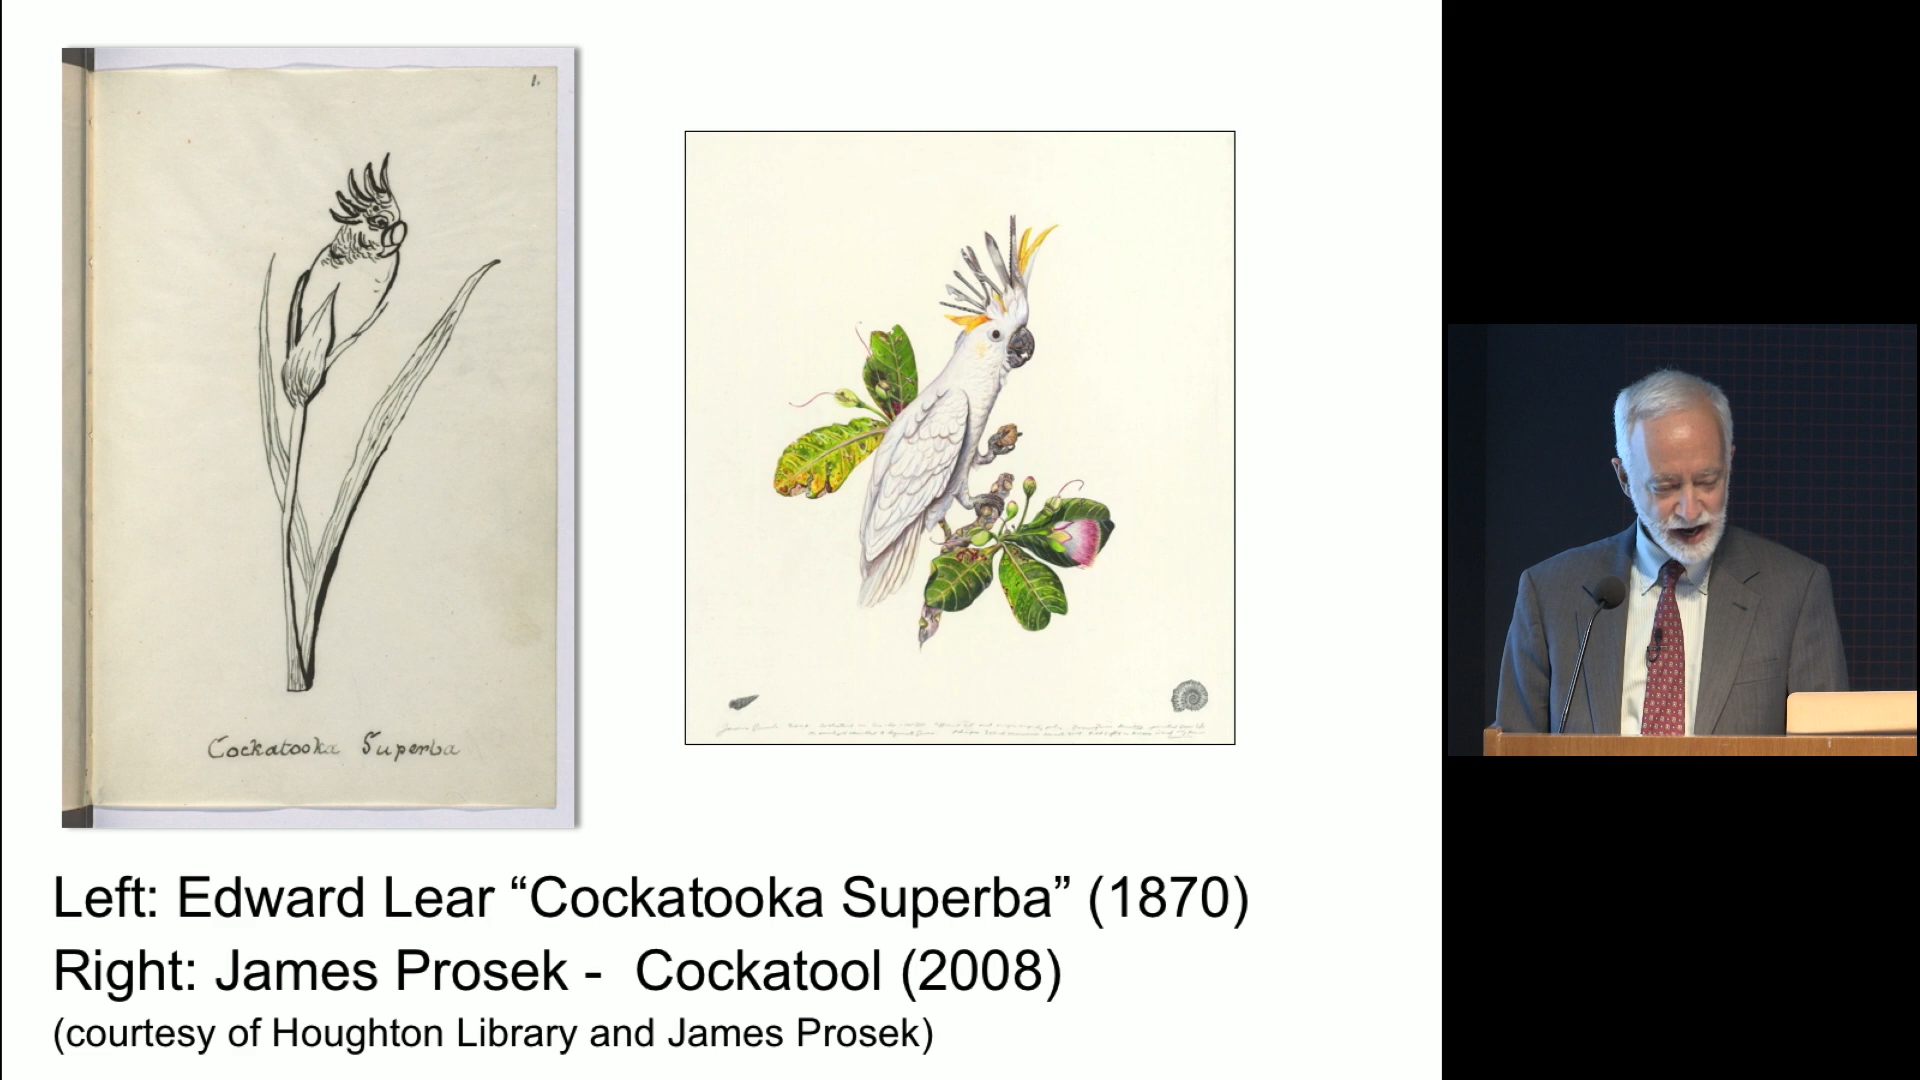 1.
Cockatooka Superba
Left: Edward Lear “Cockatooka Superba” (1870)
Right: James Prosek -  Cockatool (2008)
(courtesy of Houghton Library and James Prosek)